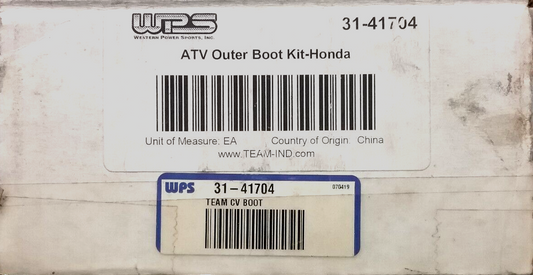 WPS 31-41704
WESTERN POWER SPORTS, INC.
ATV Outer Boot Kit-Honda
Unit of Measure: EA Country of Origin: China
www.TEAM-IND.com
WPS 31-41704 070419
TEAM CV BOOT